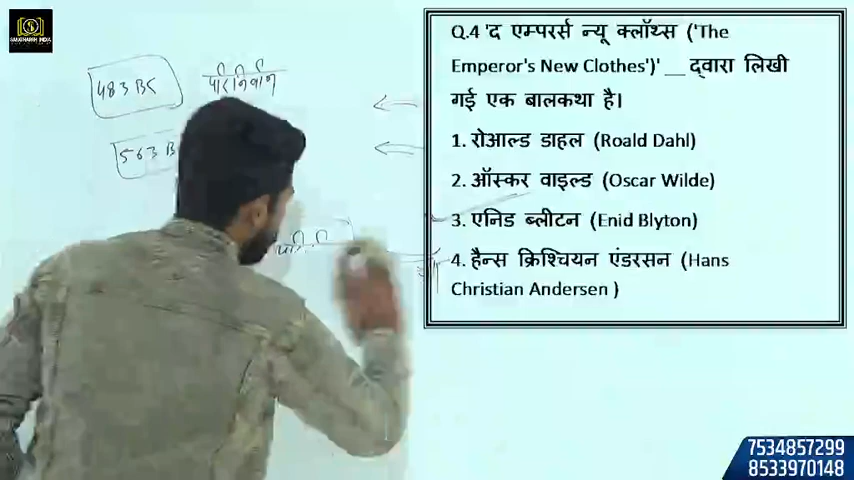 483 BC
563 B
Q.4 'द एम्परर्स न्यू क्लॉथ्स ('The
Emperor's New Clothes')' __ द्वारा लिखी
गई एक बालकथा है।
1. रोआल्ड डाहल (Roald Dahl)
2. ऑस्कर वाइल्ड (Oscar Wilde)
3. एनिड ब्लीटन (Enid Blyton)
4. हैन्स क्रिश्चियन एंडरसन (Hans
Christian Andersen )
7534857299
8533970148